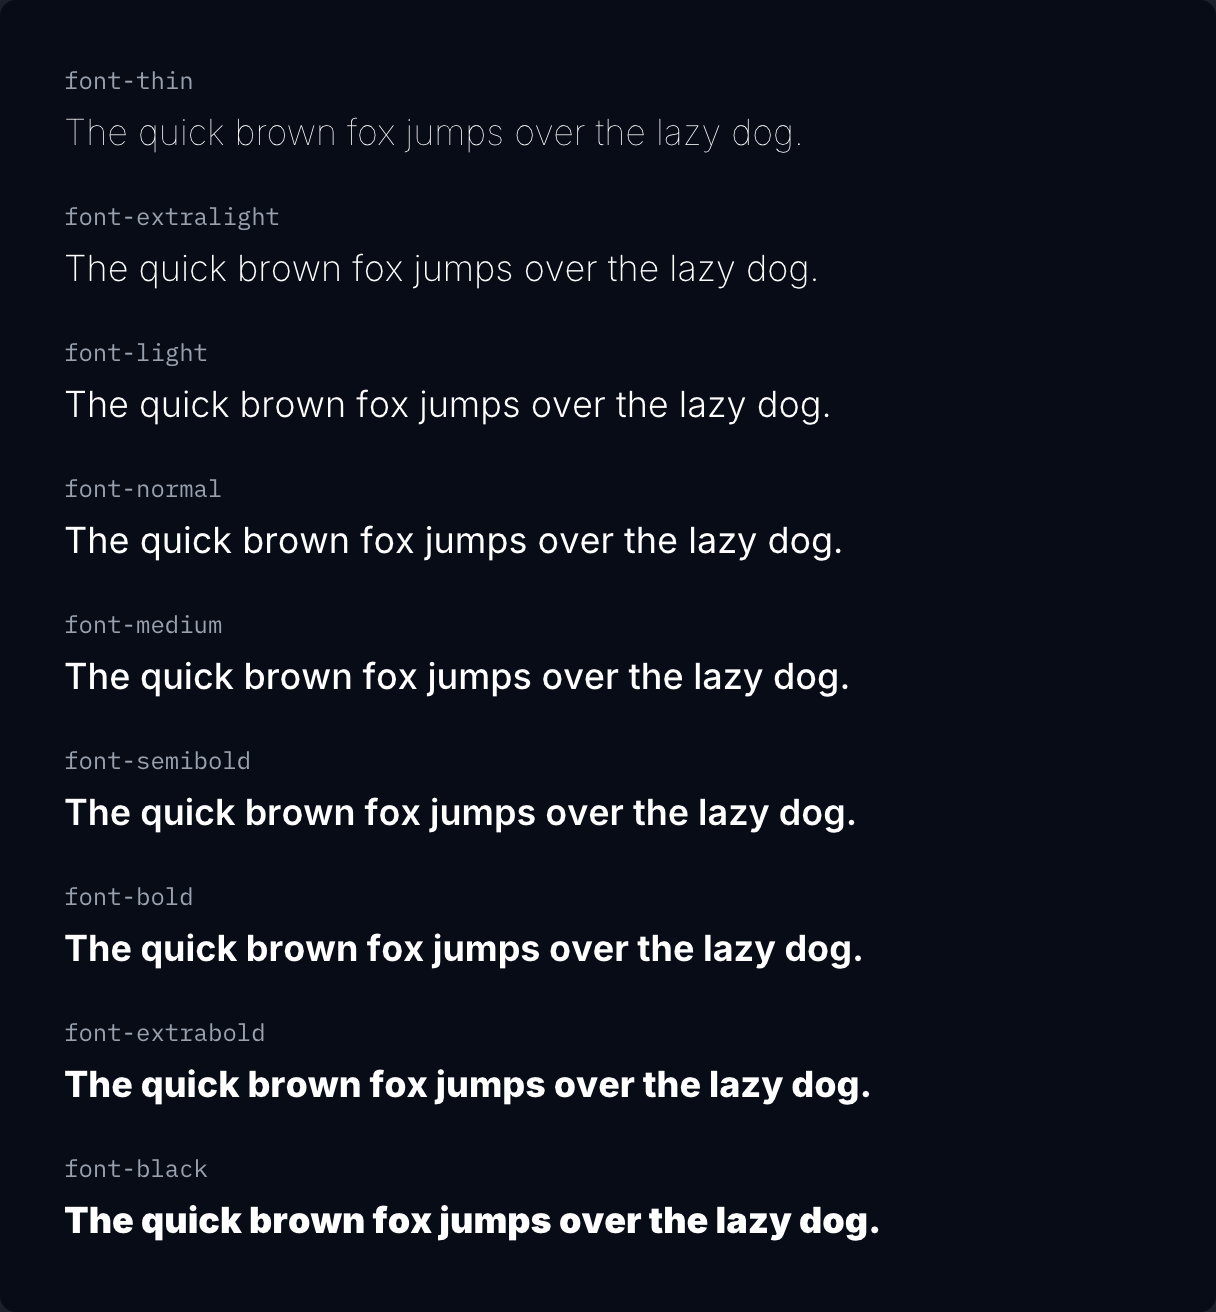 font-thin
The quick brown fox jumps over the lazy dog.
font-extralight
The quick brown fox jumps over the lazy dog.
font-light
The quick brown fox jumps over the lazy dog.
font-normal
The quick brown fox jumps over the lazy dog.
font-medium
The quick brown fox jumps over the lazy dog.
font-semibold
The quick brown fox jumps over the lazy dog.
font-bold
The quick brown fox jumps over the lazy dog.
font-extrabold
The quick brown fox jumps over the lazy dog.
font-black
The quick brown fox jumps over the lazy dog.